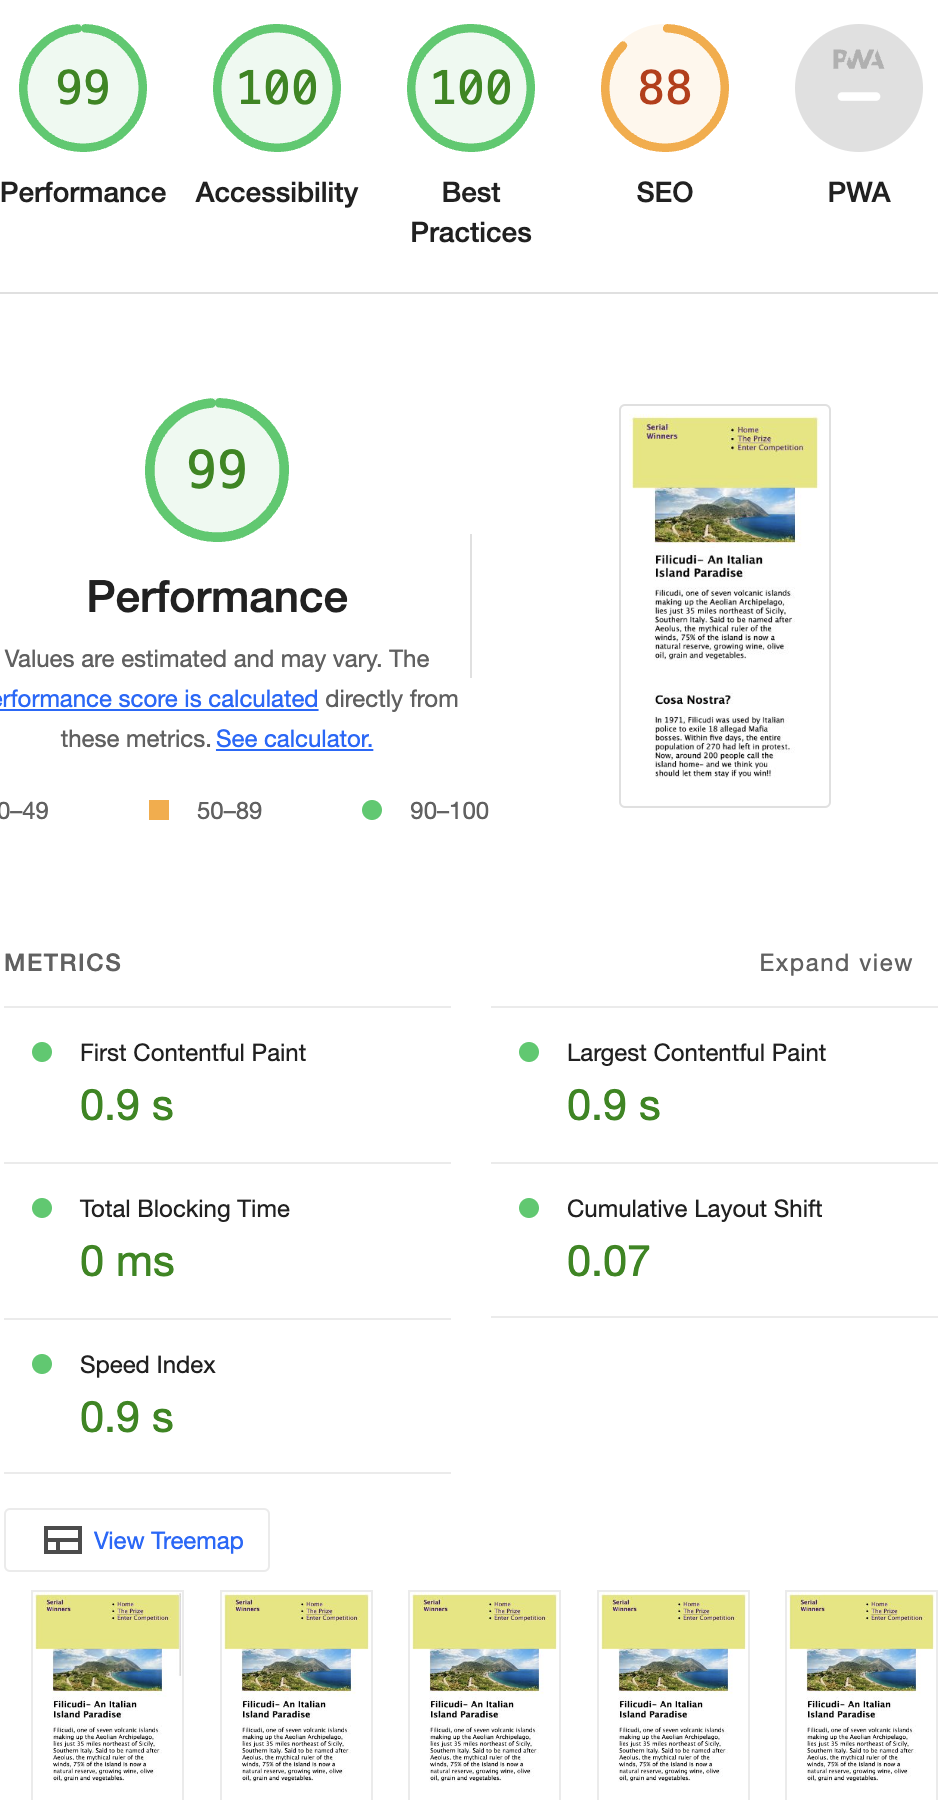 99
100
100
88
PWA
Performance
Accessibility
Best
Practices
SEO
PWA
99
Performance
Values are estimated and may vary. The
erformance score is calculated directly from
these metrics. See calculator.
0–49
50–89
90–100
Serial
Winners
• Home
• The Prize
• Enter Competition
Filicudi– An Italian
Island Paradise
Filicudi, one of seven volcanic islands
making up the Aeolian Archipelago,
lies just 35 miles northeast of Sicily,
Southern Italy. Said to be named after
Aeolus, the mythical ruler of the
winds, 75% of the island is now a
natural reserve, growing wine, olive
oil, grain and vegetables.
Cosa Nostra?
In 1971, Filicudi was used by Italian
police to exile 18 allegad Mafia
bosses. Within five days, the entire
population of 270 had left in protest.
Now, around 200 people call the
island home– and we think you
should let them stay if you win!!
METRICS
Expand view
First Contentful Paint
0.9 s
Largest Contentful Paint
0.9 s
Total Blocking Time
0 ms
Cumulative Layout Shift
0.07
Speed Index
0.9 s
View Treemap
Serial
Winners
• Home
• The Prize
• Enter Competition
Filicudi– An Italian
Island Paradise
Filicudi, one of seven volcanic islands
making up the Aeolian Archipelago,
lies just 35 miles northeast of Sicily,
Southern Italy. Said to be named after
Aeolus, the mythical ruler of the
winds, 75% of the island is now a
natural reserve, growing wine, olive
oil, grain and vegetables.
Serial
Winners
• Home
• The Prize
• Enter Competition
Filicudi– An Italian
Island Paradise
Filicudi, one of seven volcanic islands
making up the Aeolian Archipelago,
lies just 35 miles northeast of Sicily,
Southern Italy. Said to be named after
Aeolus, the mythical ruler of the
winds, 75% of the island is now a
natural reserve, growing wine, olive
oil, grain and vegetables.
Serial
Winners
• Home
• The Prize
• Enter Competition
Filicudi– An Italian
Island Paradise
Filicudi, one of seven volcanic islands
making up the Aeolian Archipelago,
lies just 35 miles northeast of Sicily,
Southern Italy. Said to be named after
Aeolus, the mythical ruler of the
winds, 75% of the island is now a
natural reserve, growing wine, olive
oil, grain and vegetables.
Serial
Winners
• Home
• The Prize
• Enter Competition
Filicudi– An Italian
Island Paradise
Filicudi, one of seven volcanic islands
making up the Aeolian Archipelago,
lies just 35 miles northeast of Sicily,
Southern Italy. Said to be named after
Aeolus, the mythical ruler of the
winds, 75% of the island is now a
natural reserve, growing wine, olive
oil, grain and vegetables.
Serial
Winners
• Home
• The Prize
• Enter Competition
Filicudi– An Italian
Island Paradise
Filicudi, one of seven volcanic islands
making up the Aeolian Archipelago,
lies just 35 miles northeast of Sicily,
Southern Italy. Said to be named after
Aeolus, the mythical ruler of the
winds, 75% of the island is now a
natural reserve, growing wine, olive
oil, grain and vegetables.